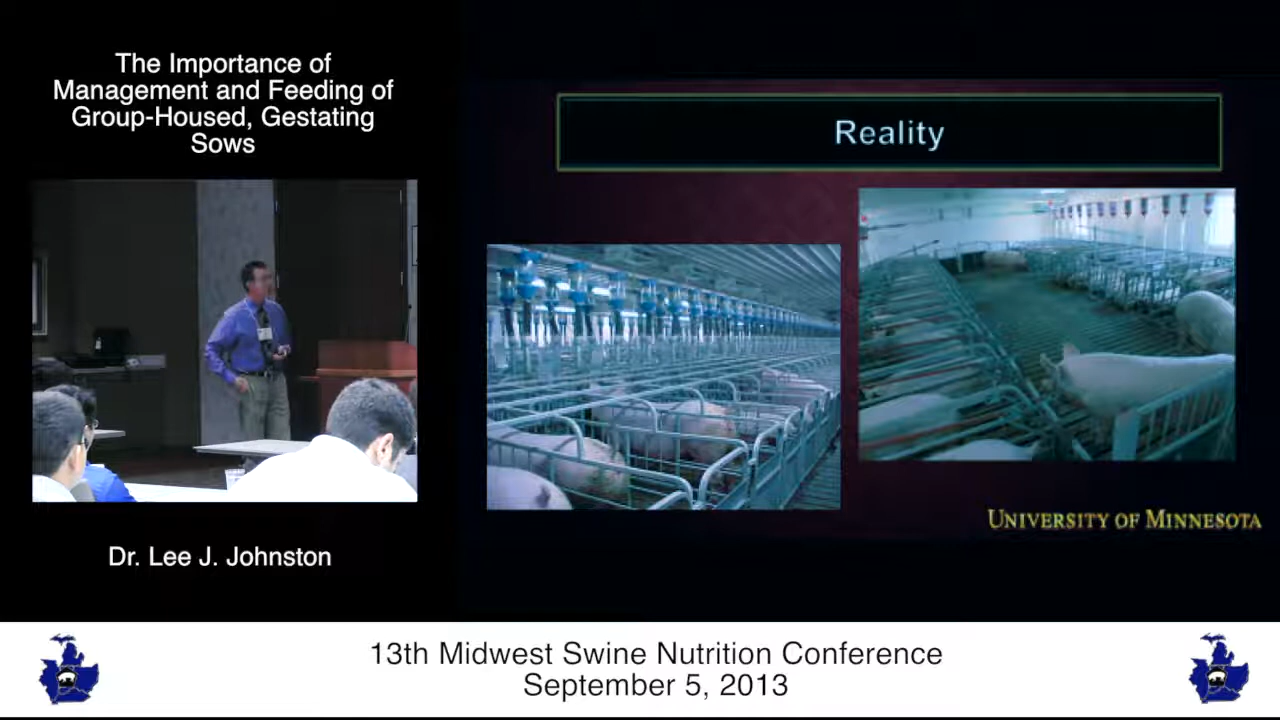 The Importance of
Management and Feeding of
Group-Housed, Gestating
Sows
Reality
UNIVERSITY OF MINNESOTA
Dr. Lee J. Johnston
13th Midwest Swine Nutrition Conference
September 5, 2013